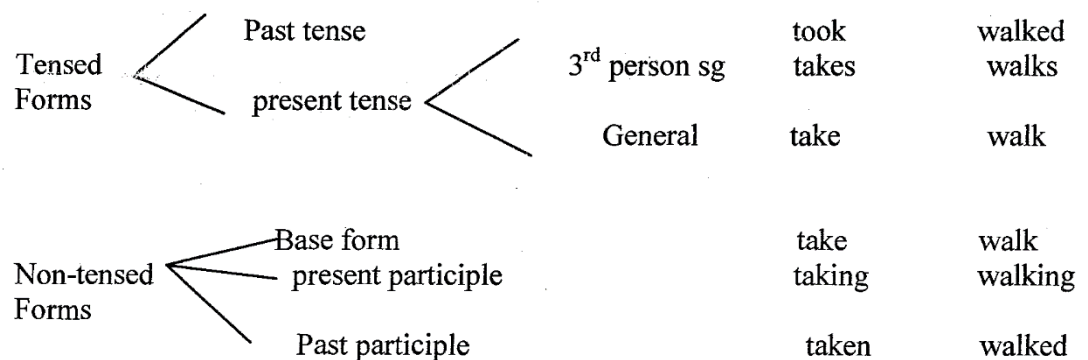 Past tense took walked
Tensed 3rd person sg takes walks
Forms present tense
General take walk
Base form take walk
Non-tensed present participle taking walking
Forms
Past participle taken walked